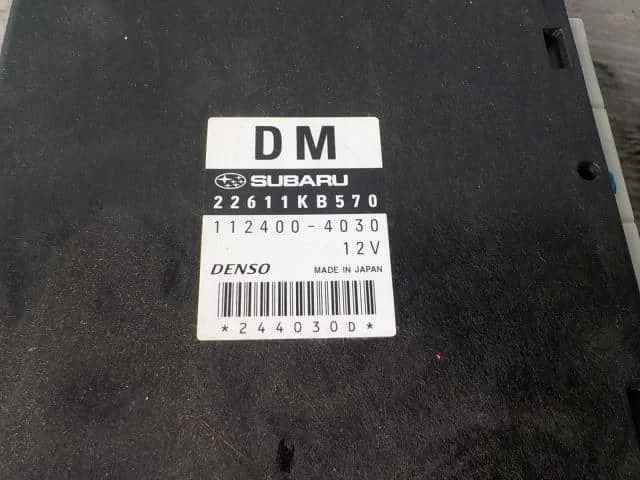 DM
SUBARU
22611KB570
112400-4030
12V
DENSO MADE IN JAPAN
*244030D*